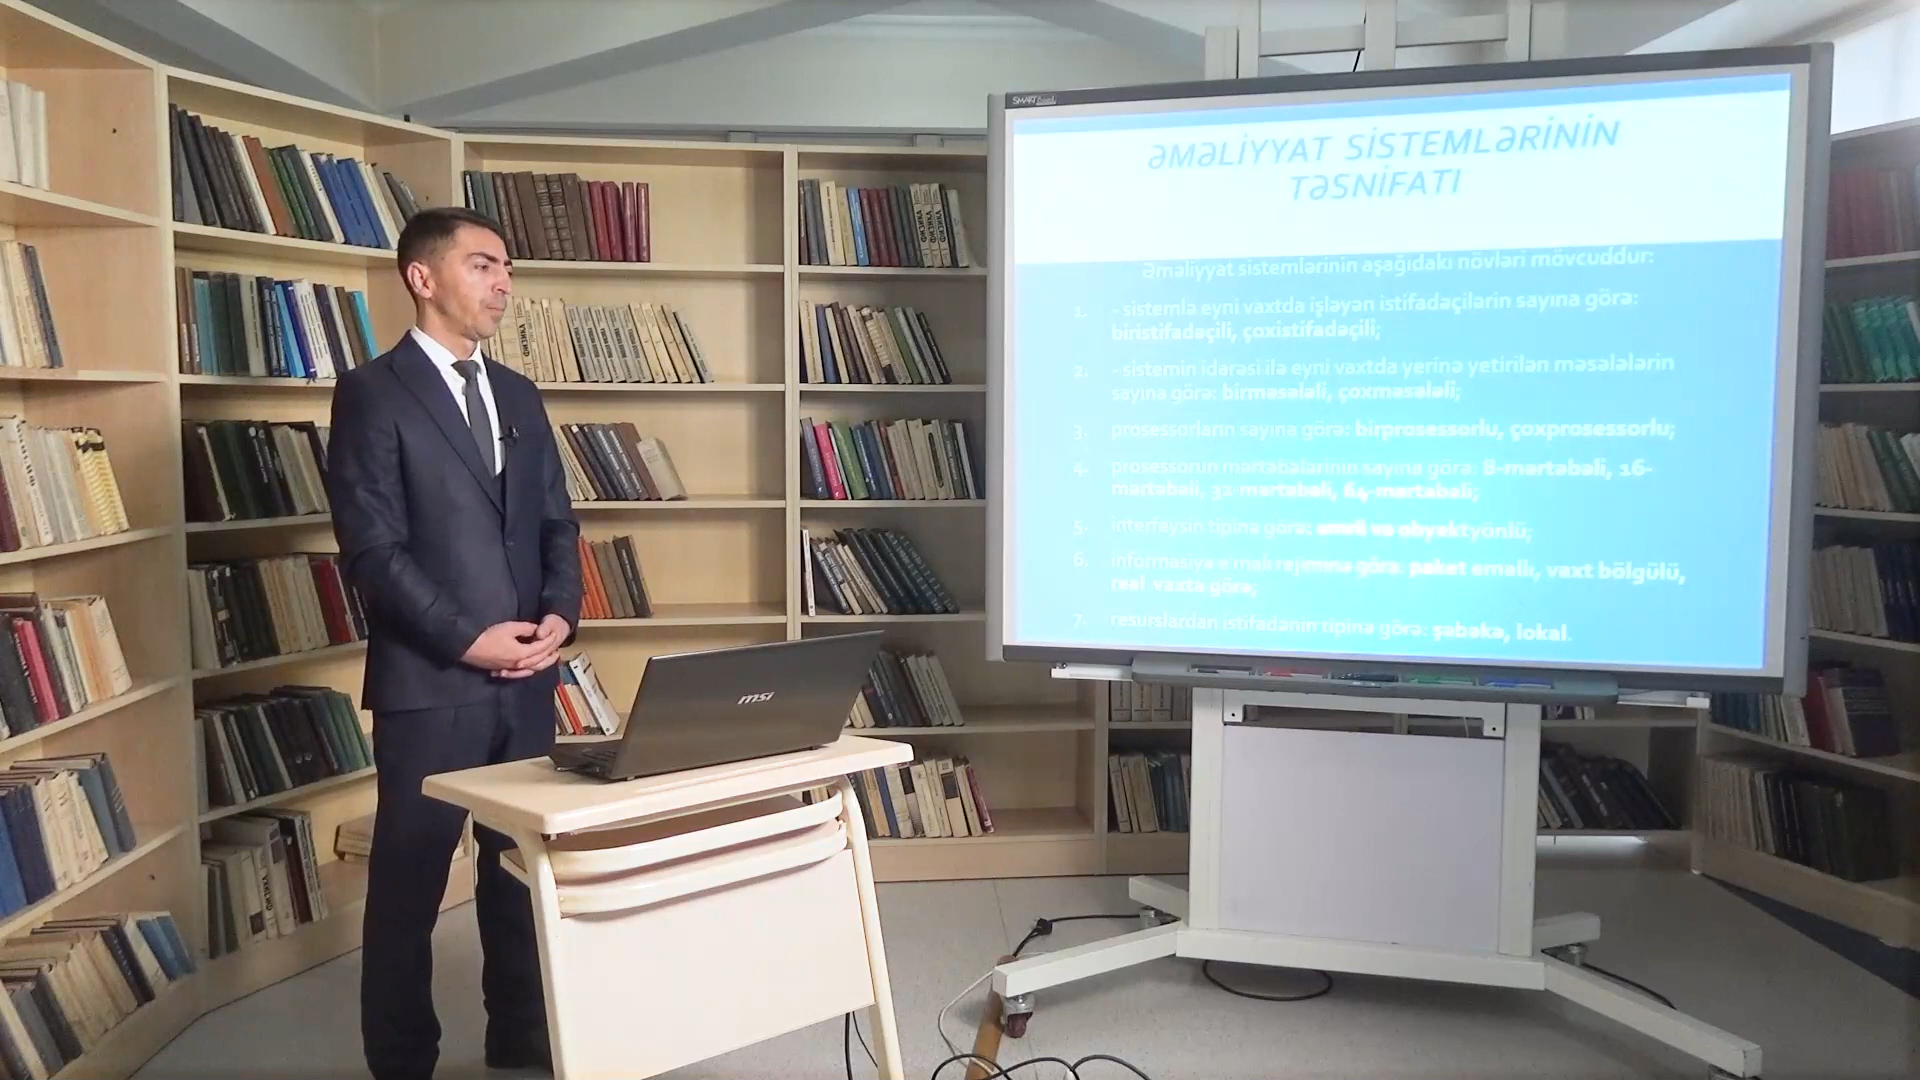 SMART Board
ƏMƏLİYYAT SİSTEMLƏRİNİN
TƏSNİFATI
Əməliyyat sistemlərinin aşağıdakı növləri mövcuddur:
1. - sistemlə eyni vaxtda işləyən istifadəçilərin sayına görə:
biristifadəçili, çoxistifadəçili;
2. - sistemin idarəsi ilə eyni vaxtda yerinə yetirilən məsələlərin
sayına görə: birməsələli, çoxməsələli;
3. prosessorların sayına görə: birprosessorlu, çoxprosessorlu;
4. prosessorun mərtəbələrinin sayına görə: 8-mərtəbəli, 16-
mərtəbəli, 32-mərtəbəli, 64-mərtəbəli;
5. interfeysin tipinə görə: əmrli və obyektyönlü;
6. informasiya e'malı rejiminə görə: paket emallı, vaxt bölgülü,
real vaxta görə;
7. resurslardan istifadənin tipinə görə: şəbəkə, lokal.
msi